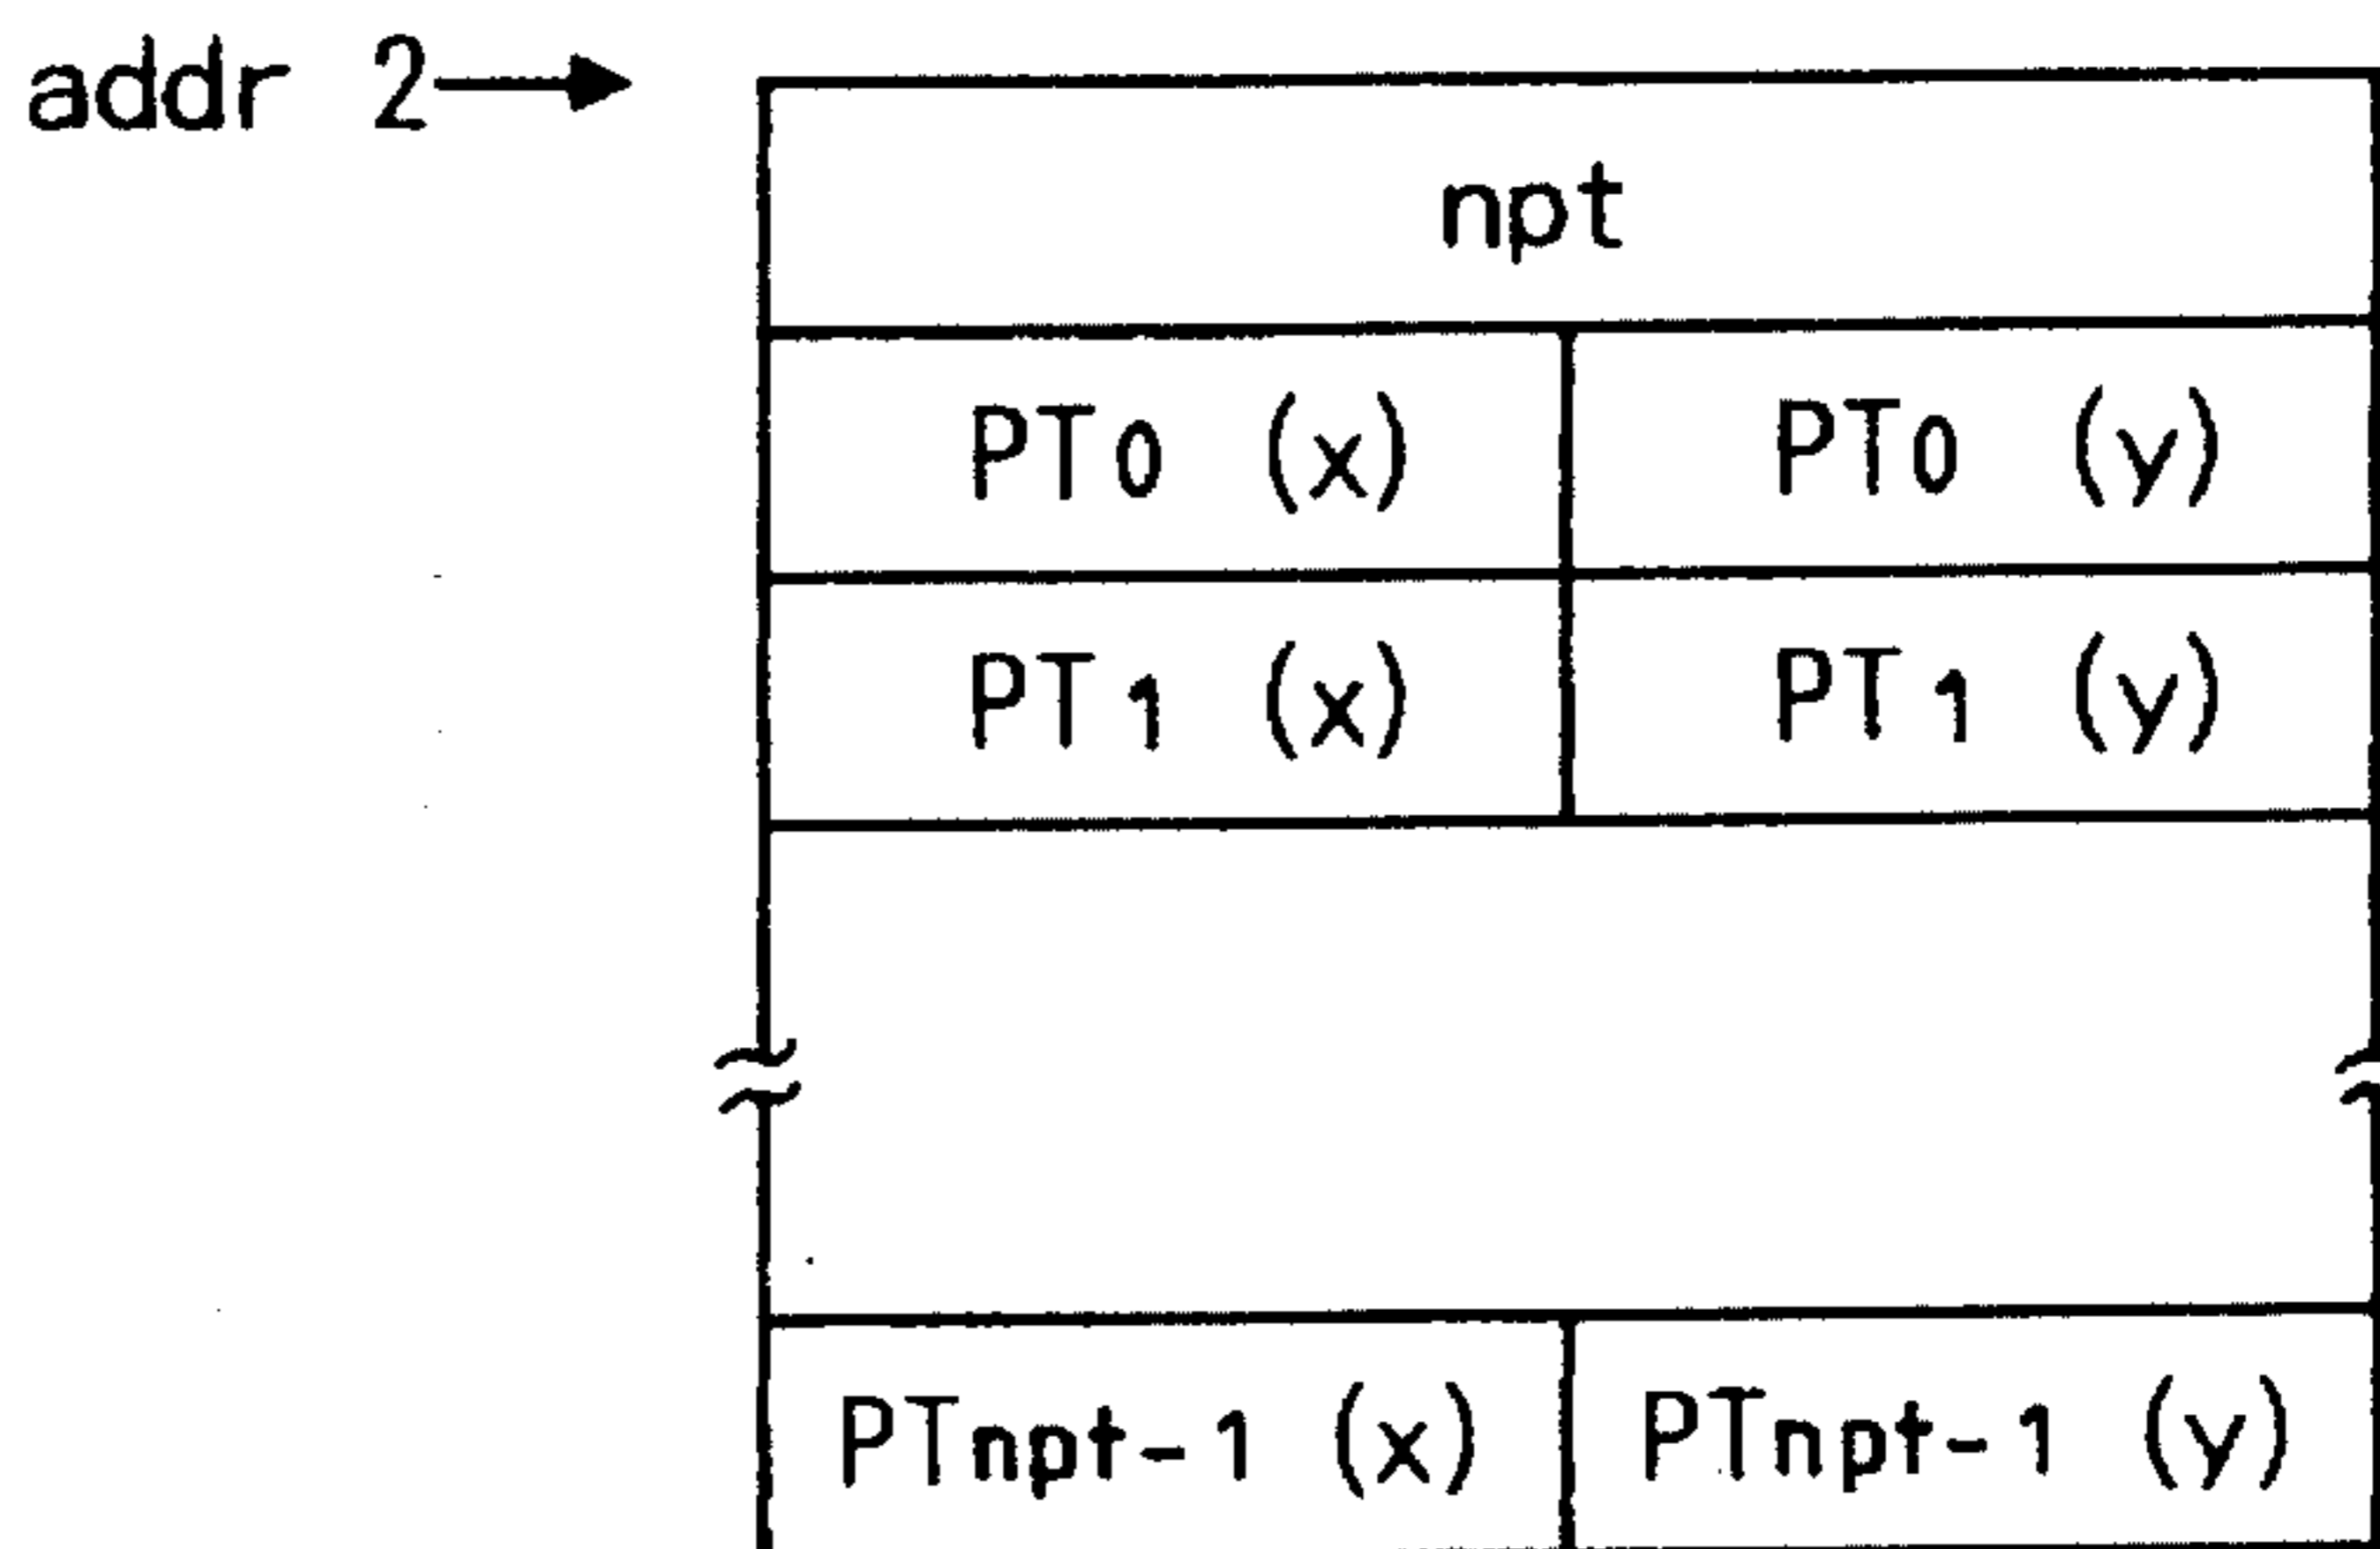 addr 2
npt
PT0 (x) PT0 (y)
PT1 (x) PT1 (y)
PTnpt-1 (x) PTnpt-1 (y)